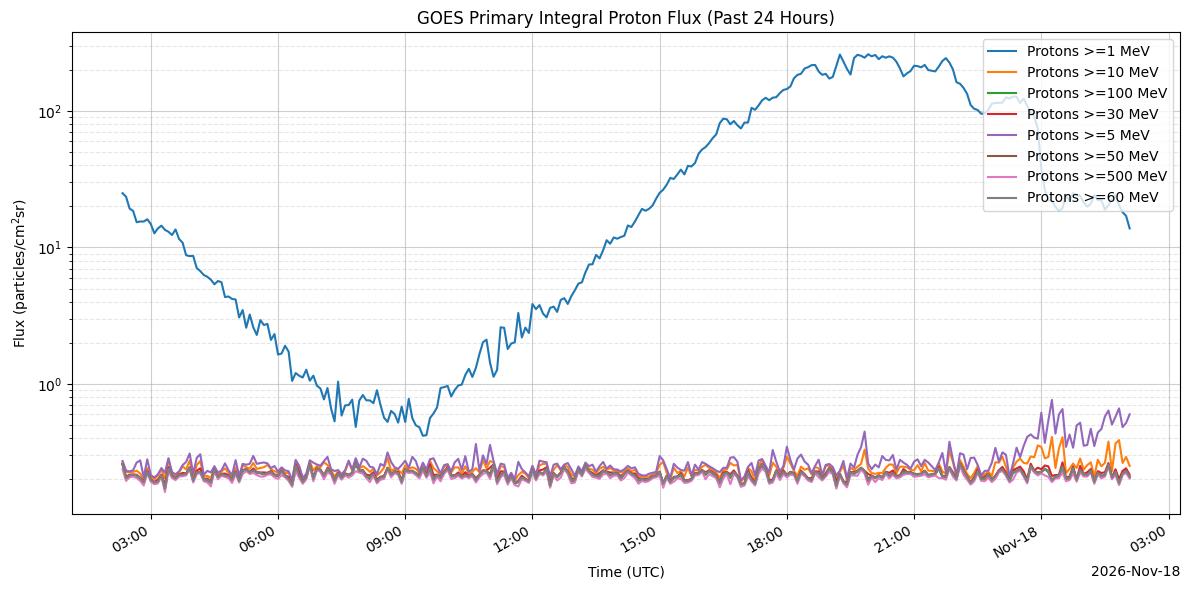 GOES Primary Integral Proton Flux (Past 24 Hours)
Flux (particles/cm²sr)
10²
10¹
10⁰
Protons >=1 MeV
Protons >=10 MeV
Protons >=100 MeV
Protons >=30 MeV
Protons >=5 MeV
Protons >=50 MeV
Protons >=500 MeV
Protons >=60 MeV
03:00
06:00
09:00
12:00
15:00
18:00
21:00
Nov-18
03:00
Time (UTC)
2026-Nov-18